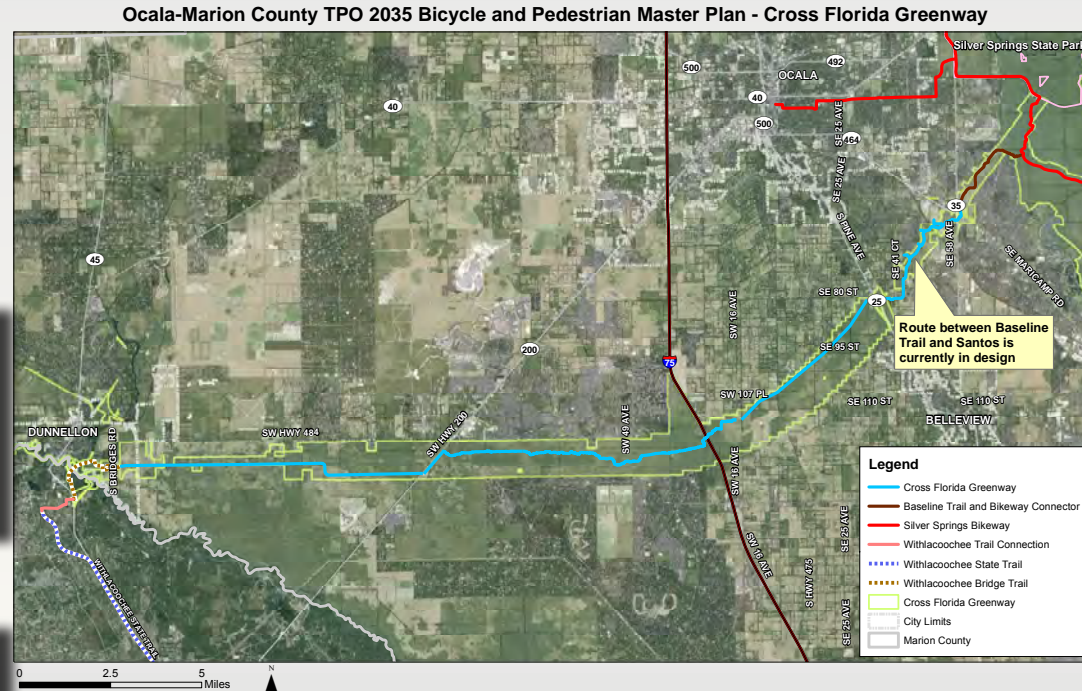 Ocala-Marion County TPO 2035 Bicycle and Pedestrian Master Plan - Cross Florida Greenway
Silver Springs State Park
492
500
OCALA
40
40
500
SE 25 AVE
464
SE 25 AVE
S PINE AVE
35
SE 58 AVE
SE 41 CT
SE MARICAMP RD
45
SE 80 ST
25
SW 16 AVE
Route between Baseline
Trail and Santos is
currently in design
200
SE 95 ST
75
SW 107 PL
SE 110 ST
SE 110 ST
BELLEVIEW
SW 49 AVE
SW HWY 200
DUNNELLON
SW HWY 484
S BRIDGES RD
SW 16 AVE
SE 25 AVE
SW 16 AVE
S HWY 475
SE 25 AVE
WITHLACOOCHEE STATE TRAIL
Legend
Cross Florida Greenway
Baseline Trail and Bikeway Connector
Silver Springs Bikeway
Withlacoochee Trail Connection
Withlacoochee State Trail
Withlacoochee Bridge Trail
Cross Florida Greenway
City Limits
Marion County
0 2.5 5
Miles
N